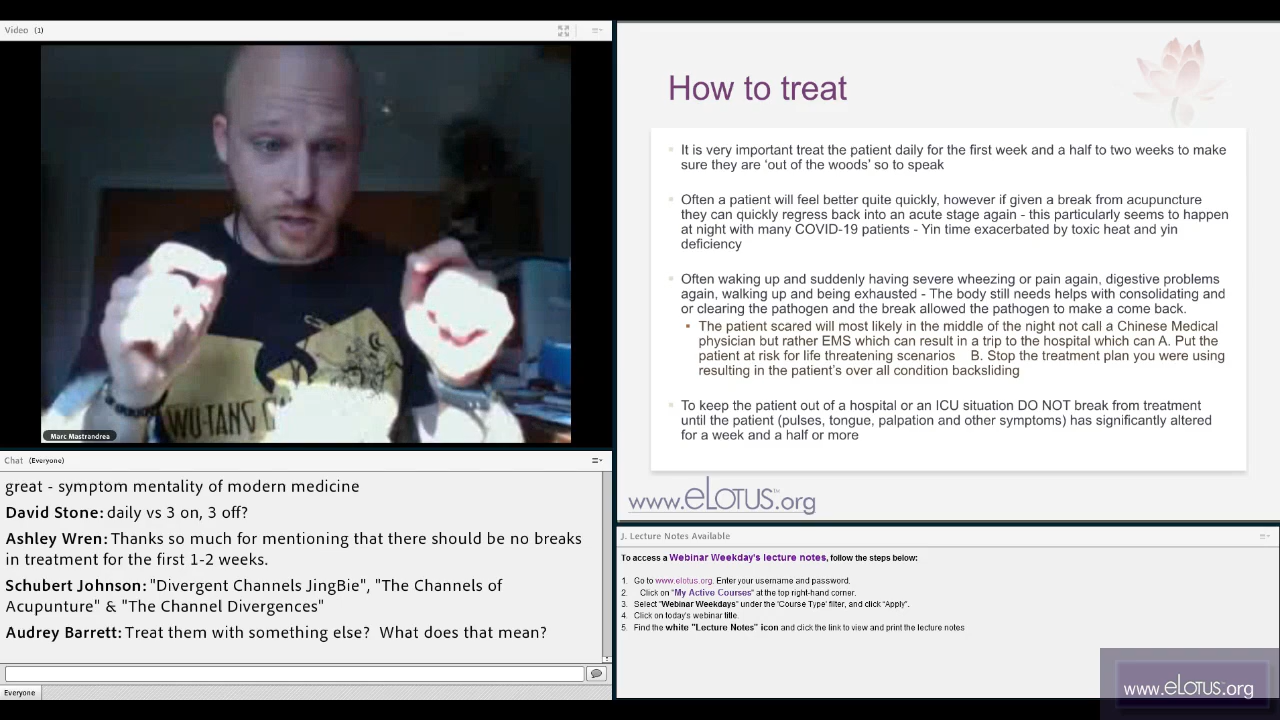 Video (1)
WU-TANG
Marc Mastrandrea
Chat (Everyone)
great - symptom mentality of modern medicine
David Stone: daily vs 3 on, 3 off?
Ashley Wren: Thanks so much for mentioning that there should be no breaks
in treatment for the first 1-2 weeks.
Schubert Johnson: "Divergent Channels JingBie", "The Channels of
Acupunture" & "The Channel Divergences"
Audrey Barrett: Treat them with something else?  What does that mean?
Everyone
How to treat
It is very important treat the patient daily for the first week and a half to two weeks to make
sure they are ‘out of the woods’ so to speak
Often a patient will feel better quite quickly, however if given a break from acupuncture
they can quickly regress back into an acute stage again - this particularly seems to happen
at night with many COVID-19 patients - Yin time exacerbated by toxic heat and yin
deficiency
Often waking up and suddenly having severe wheezing or pain again, digestive problems
again, walking up and being exhausted - The body still needs helps with consolidating and
or clearing the pathogen and the break allowed the pathogen to make a come back.
The patient scared will most likely in the middle of the night not call a Chinese Medical
physician but rather EMS which can result in a trip to the hospital which can A. Put the
patient at risk for life threatening scenarios    B. Stop the treatment plan you were using
resulting in the patient's over all condition backsliding
To keep the patient out of a hospital or an ICU situation DO NOT break from treatment
until the patient (pulses, tongue, palpation and other symptoms) has significantly altered
for a week and a half or more
www.eLOTUS.org
J. Lecture Notes Available
To access a Webinar Weekday's lecture notes, follow the steps below:
1. Go to www.elotus.org. Enter your username and password.
2. Click on "My Active Courses" at the top right-hand corner.
3. Select "Webinar Weekdays" under the 'Course Type' filter, and click "Apply".
4. Click on today's webinar title.
5. Find the white "Lecture Notes" icon and click the link to view and print the lecture notes
www.eLOTUS.org